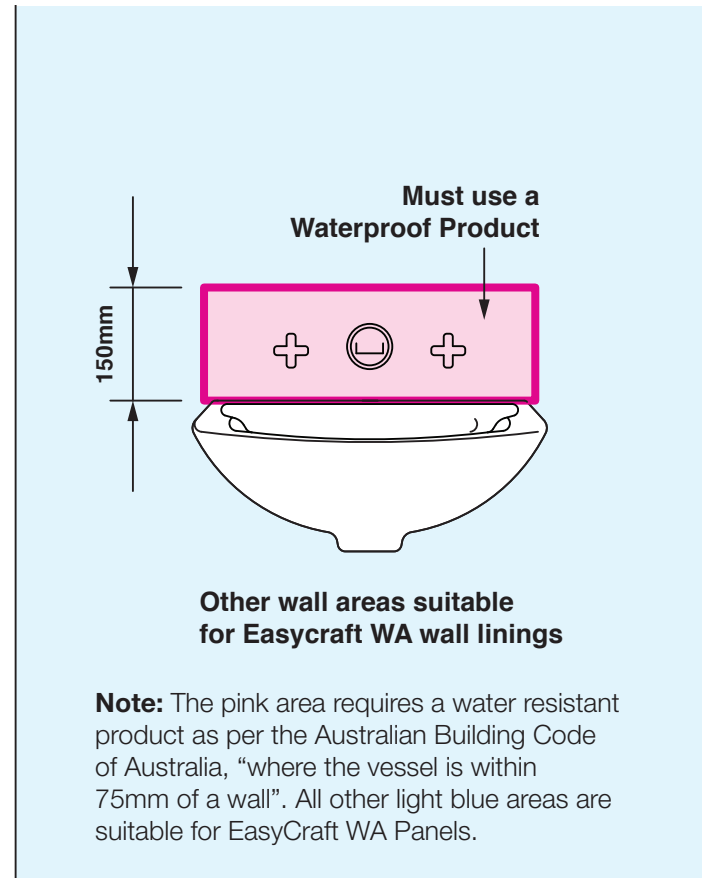 Must use a
Waterproof Product
150mm
Other wall areas suitable
for Easycraft WA wall linings
Note: The pink area requires a water resistant
product as per the Australian Building Code
of Australia, “where the vessel is within
75mm of a wall”. All other light blue areas are
suitable for EasyCraft WA Panels.